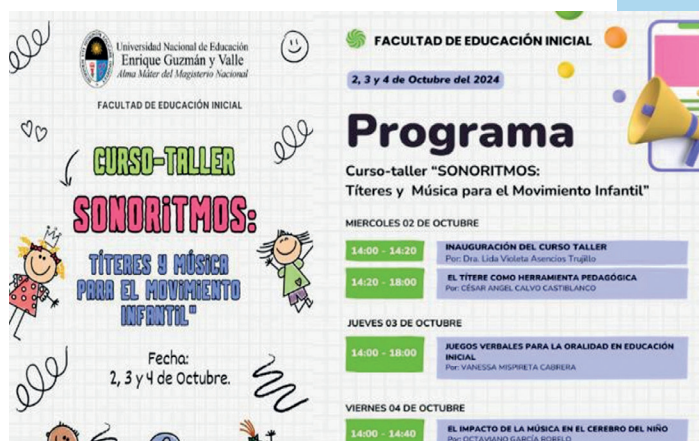 Universidad Nacional de Educación
Enrique Guzmán y Valle
Alma Máter del Magisterio Nacional
FACULTAD DE EDUCACIÓN INICIAL
CURSO-TALLER
SONORITMOS:
TÍTERES Y MÚSICA
PARA EL MOVIMIENTO
INFANTIL"
Fecha:
2, 3 y 4 de Octubre.
FACULTAD DE EDUCACIÓN INICIAL
2, 3 y 4 de Octubre del 2024
Programa
Curso-taller "SONORITMOS:
Títeres y Música para el Movimiento Infantil"
MIERCOLES 02 DE OCTUBRE
14:00 - 14:20
INAUGURACIÓN DEL CURSO TALLER
Por: Dra. Lida Violeta Asencios Trujillo
14:20 - 18:00
EL TÍTERE COMO HERRAMIENTA PEDAGÓGICA
Por: CÉSAR ANGEL CALVO CASTIBLANCO
JUEVES 03 DE OCTUBRE
14:00 - 18:00
JUEGOS VERBALES PARA LA ORALIDAD EN EDUCACIÓN
INICIAL
Por: VANESSA MISPIRETA CABRERA
VIERNES 04 DE OCTUBRE
14:00 - 14:40
EL IMPACTO DE LA MÚSICA EN EL CEREBRO DEL NIÑO
Por: OCTAVIANO GARCÍA